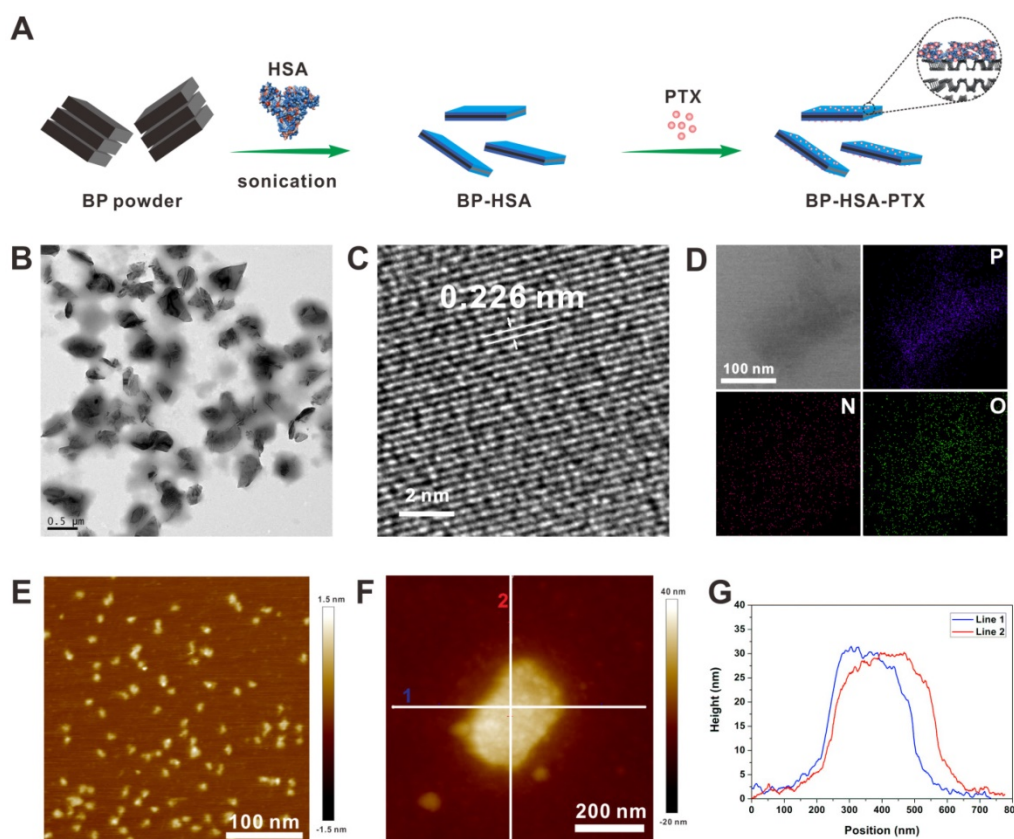 A
HSA
PTX
sonication
BP powder
BP-HSA
BP-HSA-PTX
B
0.5 μm
C
0.226 nm
2 nm
D
P
100 nm
N
O
E
1.5 nm
-1.5 nm
100 nm
F
2
1
200 nm
40 nm
-20 nm
G
Line 1
Line 2
Height (nm)
40
35
30
25
20
15
10
5
0
0 100 200 300 400 500 600 700 800
Position (nm)